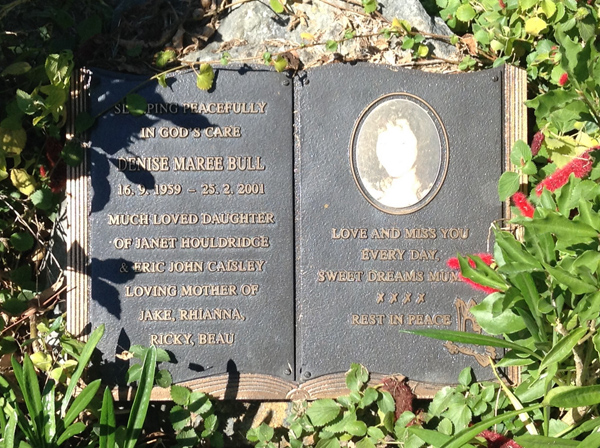 SLEEPING PEACEFULLY
IN GOD'S CARE
DENISE MAREE BULL
16. 9. 1959 – 25. 2. 2001
MUCH LOVED DAUGHTER
OF JANET HOULDRIDGE
& ERIC JOHN CAISLEY
LOVING MOTHER OF
JAKE, RHIANNA,
RICKY, BEAU
LOVE AND MISS YOU
EVERY DAY,
SWEET DREAMS MUM
x x x x
REST IN PEACE